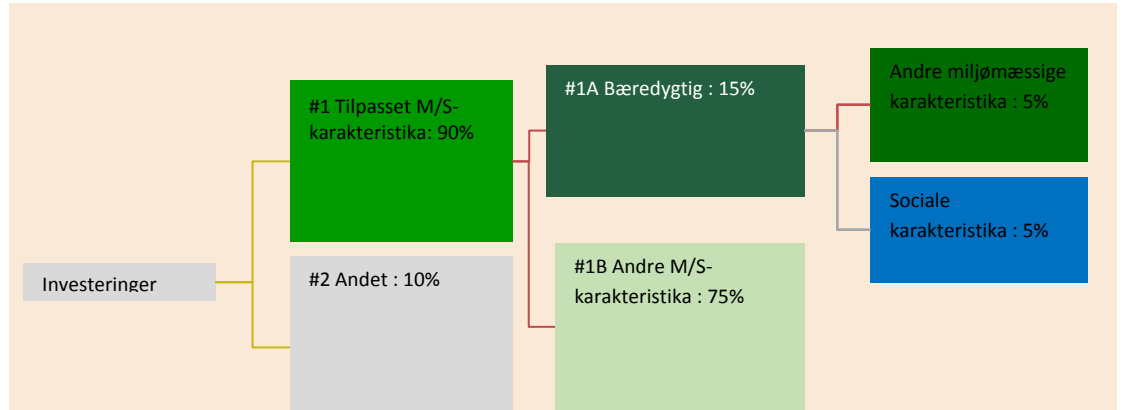 Investeringer
#1 Tilpasset M/S-
karakteristika: 90%
#2 Andet : 10%
#1A Bæredygtig : 15%
#1B Andre M/S-
karakteristika : 75%
Andre miljømæssige
karakteristika : 5%
Sociale
karakteristika : 5%